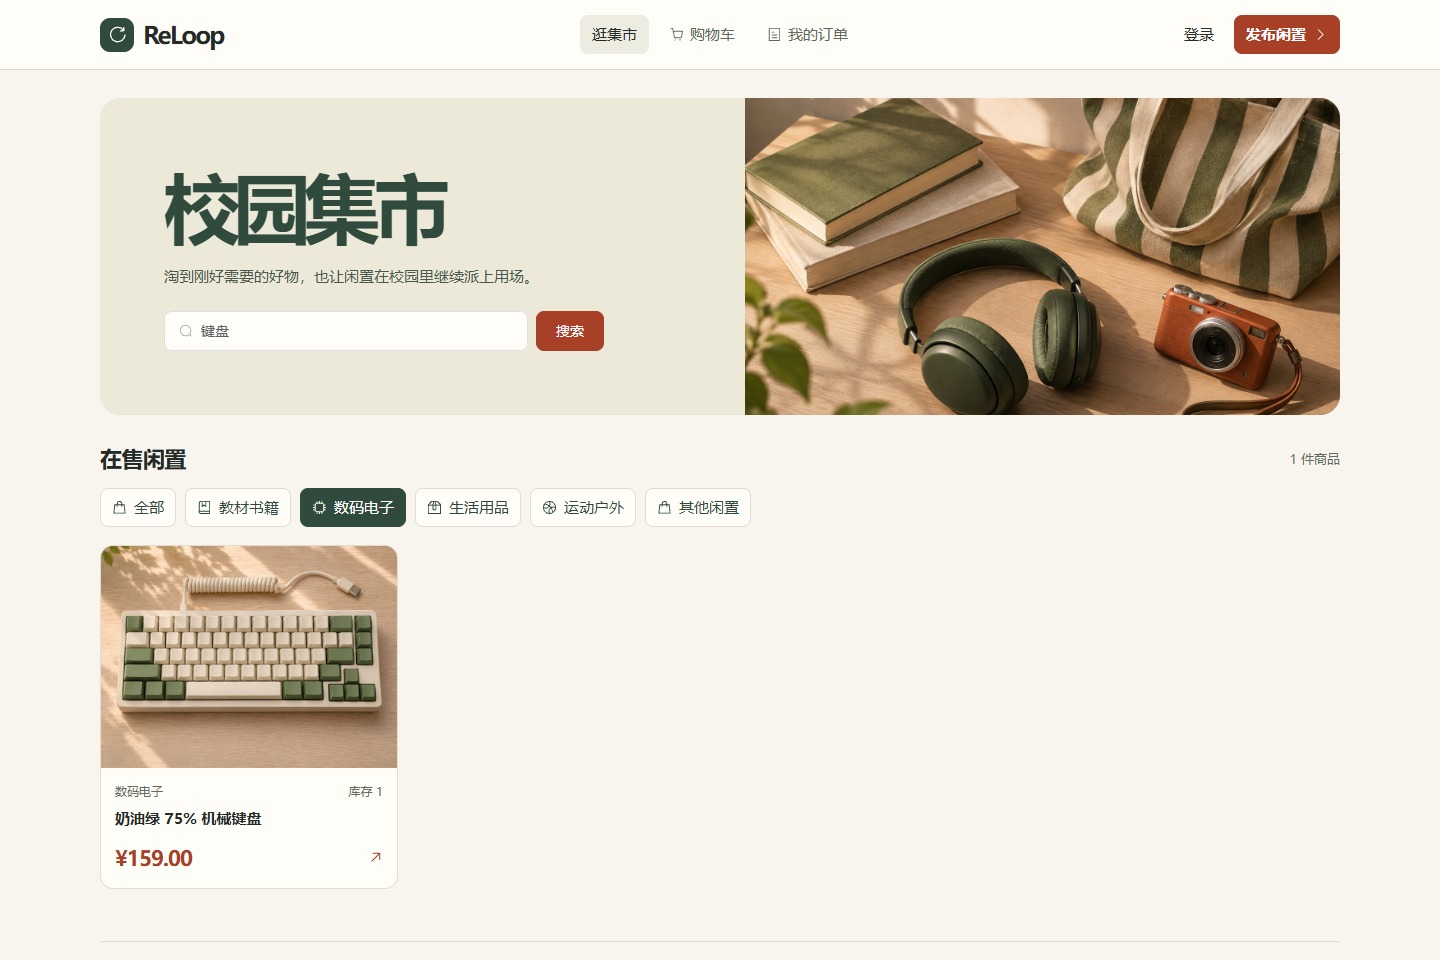 ReLoop
逛集市
购物车
我的订单
登录
发布闲置
校园集市
淘到刚好需要的好物，也让闲置在校园里继续派上用场。
键盘
搜索
在售闲置
1 件商品
全部
教材书籍
数码电子
生活用品
运动户外
其他闲置
数码电子
库存 1
奶油绿 75% 机械键盘
¥159.00